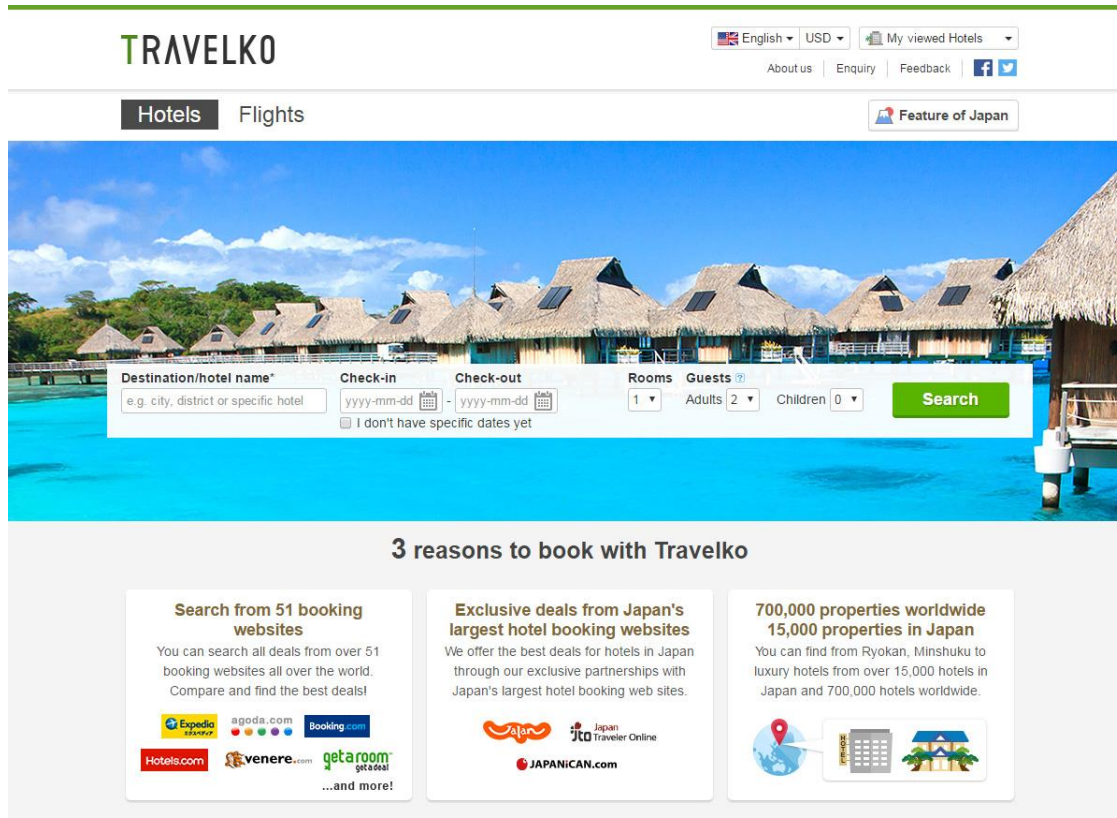 TRAVELKO
English USD My viewed Hotels
About us Enquiry Feedback
Hotels Flights Feature of Japan
Destination/hotel name* Check-in Check-out Rooms Guests ?
e.g. city, district or specific hotel yyyy-mm-dd - yyyy-mm-dd 1 Adults 2 Children 0 Search
I don't have specific dates yet
3 reasons to book with Travelko
Search from 51 booking
websites
You can search all deals from over 51
booking websites all over the world.
Compare and find the best deals!
Expedia agoda.com Booking.com
エクスペディア
Hotels.com venere.com getaroom
getadeal
...and more!
Exclusive deals from Japan's
largest hotel booking websites
We offer the best deals for hotels in Japan
through our exclusive partnerships with
Japan's largest hotel booking web sites.
Jalan JTB Japan
Traveler Online
JAPANiCAN.com
700,000 properties worldwide
15,000 properties in Japan
You can find from Ryokan, Minshuku to
luxury hotels from over 15,000 hotels in
Japan and 700,000 hotels worldwide.
HOTEL